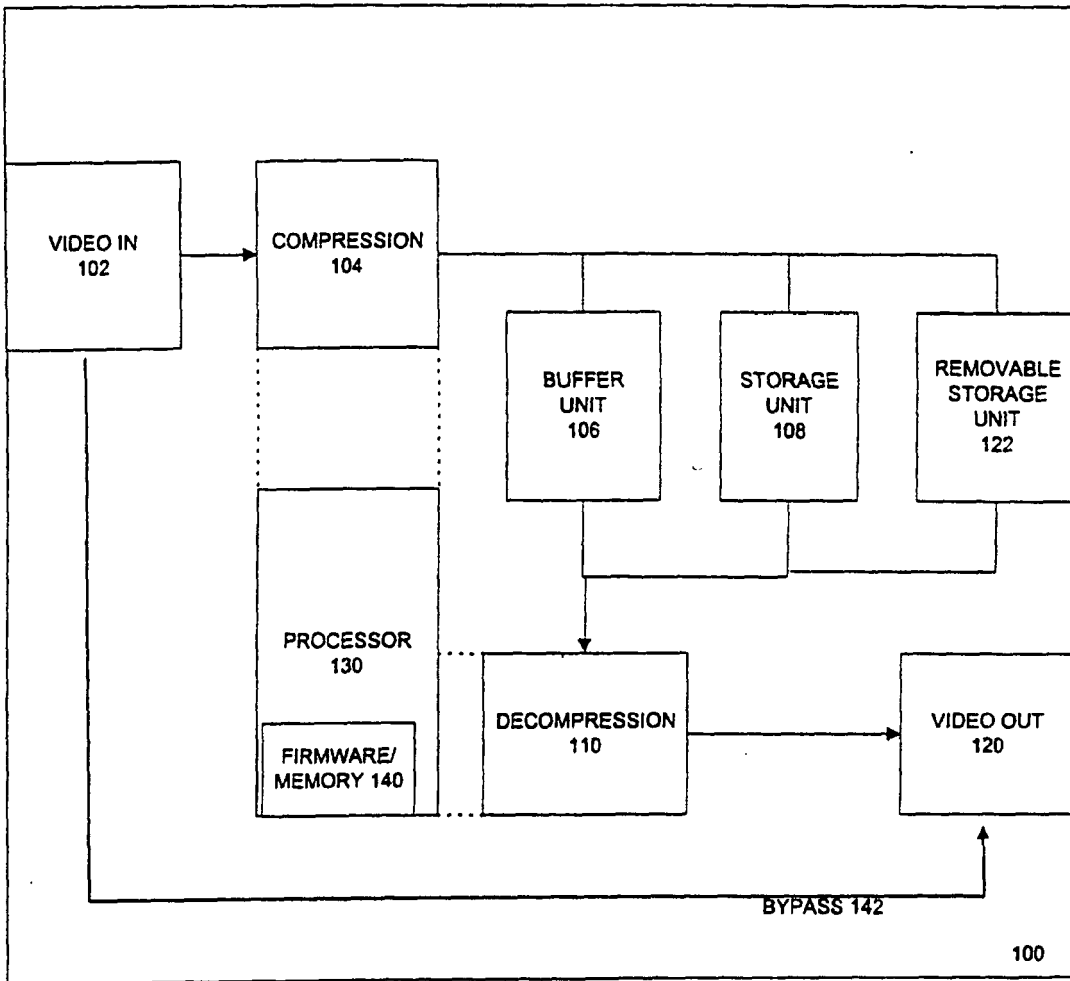 VIDEO IN
102
COMPRESSION
104
BUFFER
UNIT
106
STORAGE
UNIT
108
REMOVABLE
STORAGE
UNIT
122
PROCESSOR
130
FIRMWARE/
MEMORY 140
DECOMPRESSION
110
VIDEO OUT
120
BYPASS 142
100